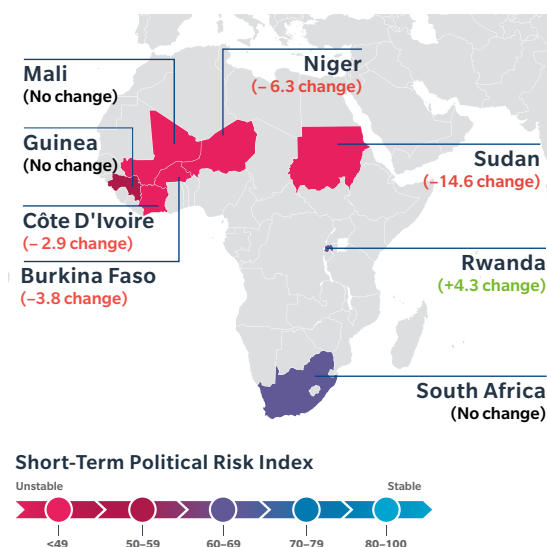 Mali
(No change)
Niger
(– 6.3 change)
Guinea
(No change)
Sudan
(–14.6 change)
Côte D'Ivoire
(– 2.9 change)
Burkina Faso
(–3.8 change)
Rwanda
(+4.3 change)
South Africa
(No change)
Short-Term Political Risk Index
Unstable
Stable
<49
50–59
60–69
70–79
80–100